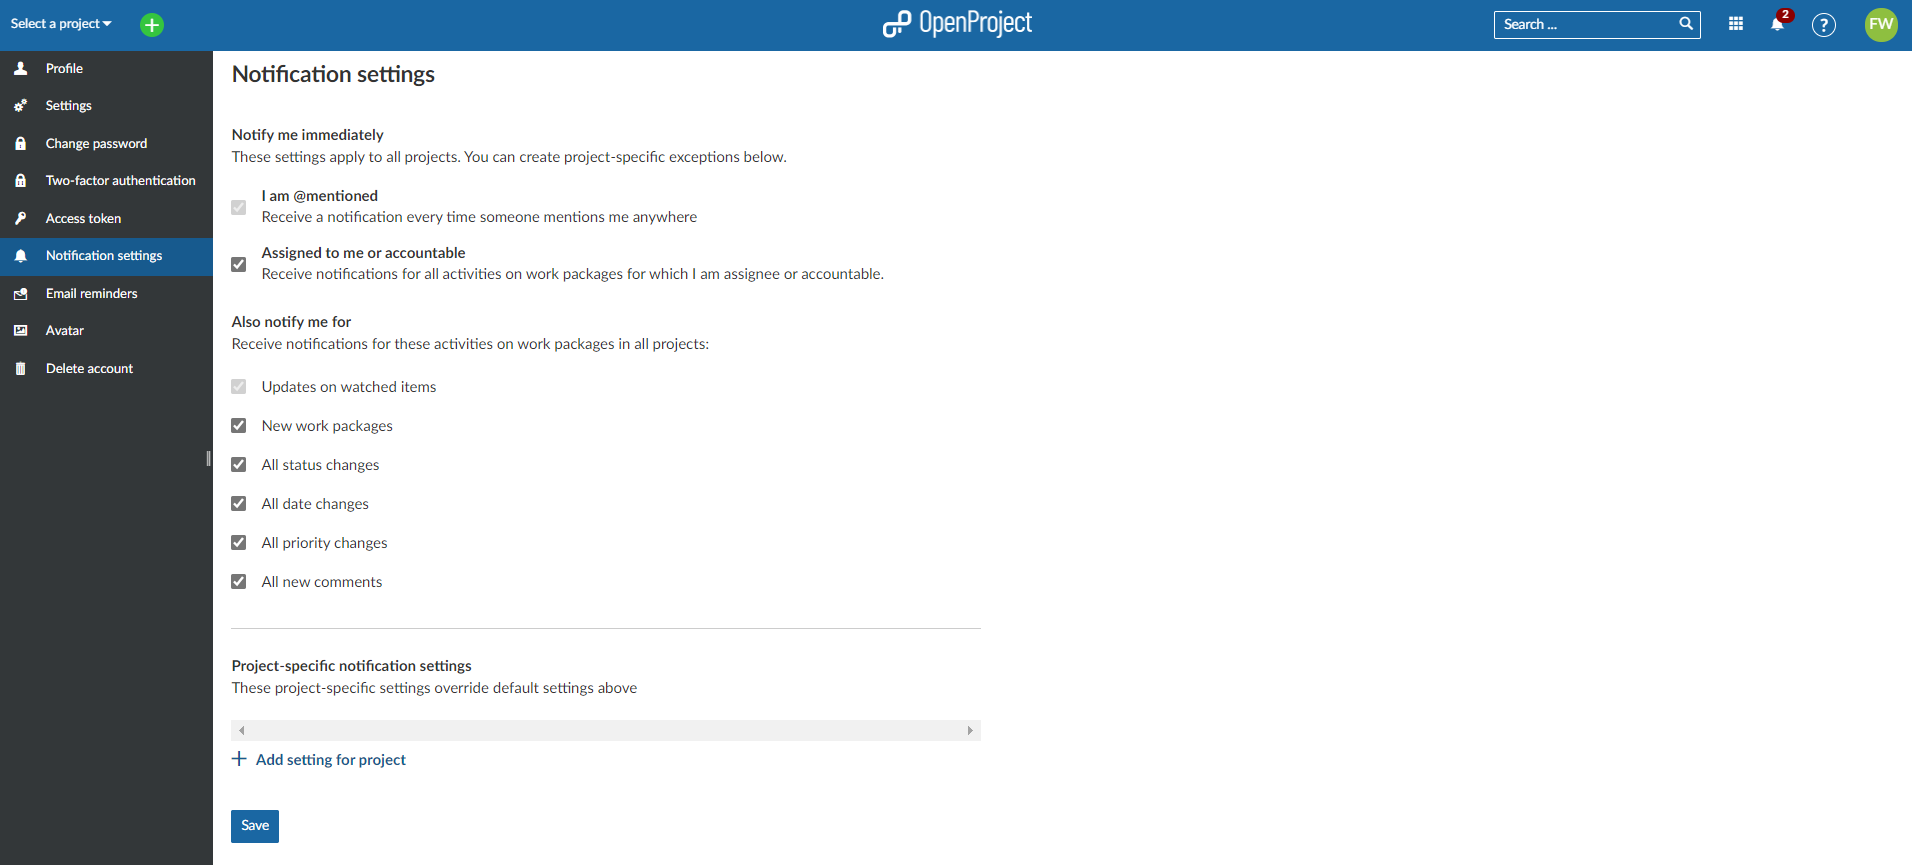 Select a project
OpenProject
Search ...
2
?
FW
Profile
Settings
Change password
Two-factor authentication
Access token
Notification settings
Email reminders
Avatar
Delete account
Notification settings
Notify me immediately
These settings apply to all projects. You can create project-specific exceptions below.
I am @mentioned
Receive a notification every time someone mentions me anywhere
Assigned to me or accountable
Receive notifications for all activities on work packages for which I am assignee or accountable.
Also notify me for
Receive notifications for these activities on work packages in all projects:
Updates on watched items
New work packages
All status changes
All date changes
All priority changes
All new comments
Project-specific notification settings
These project-specific settings override default settings above
Add setting for project
Save